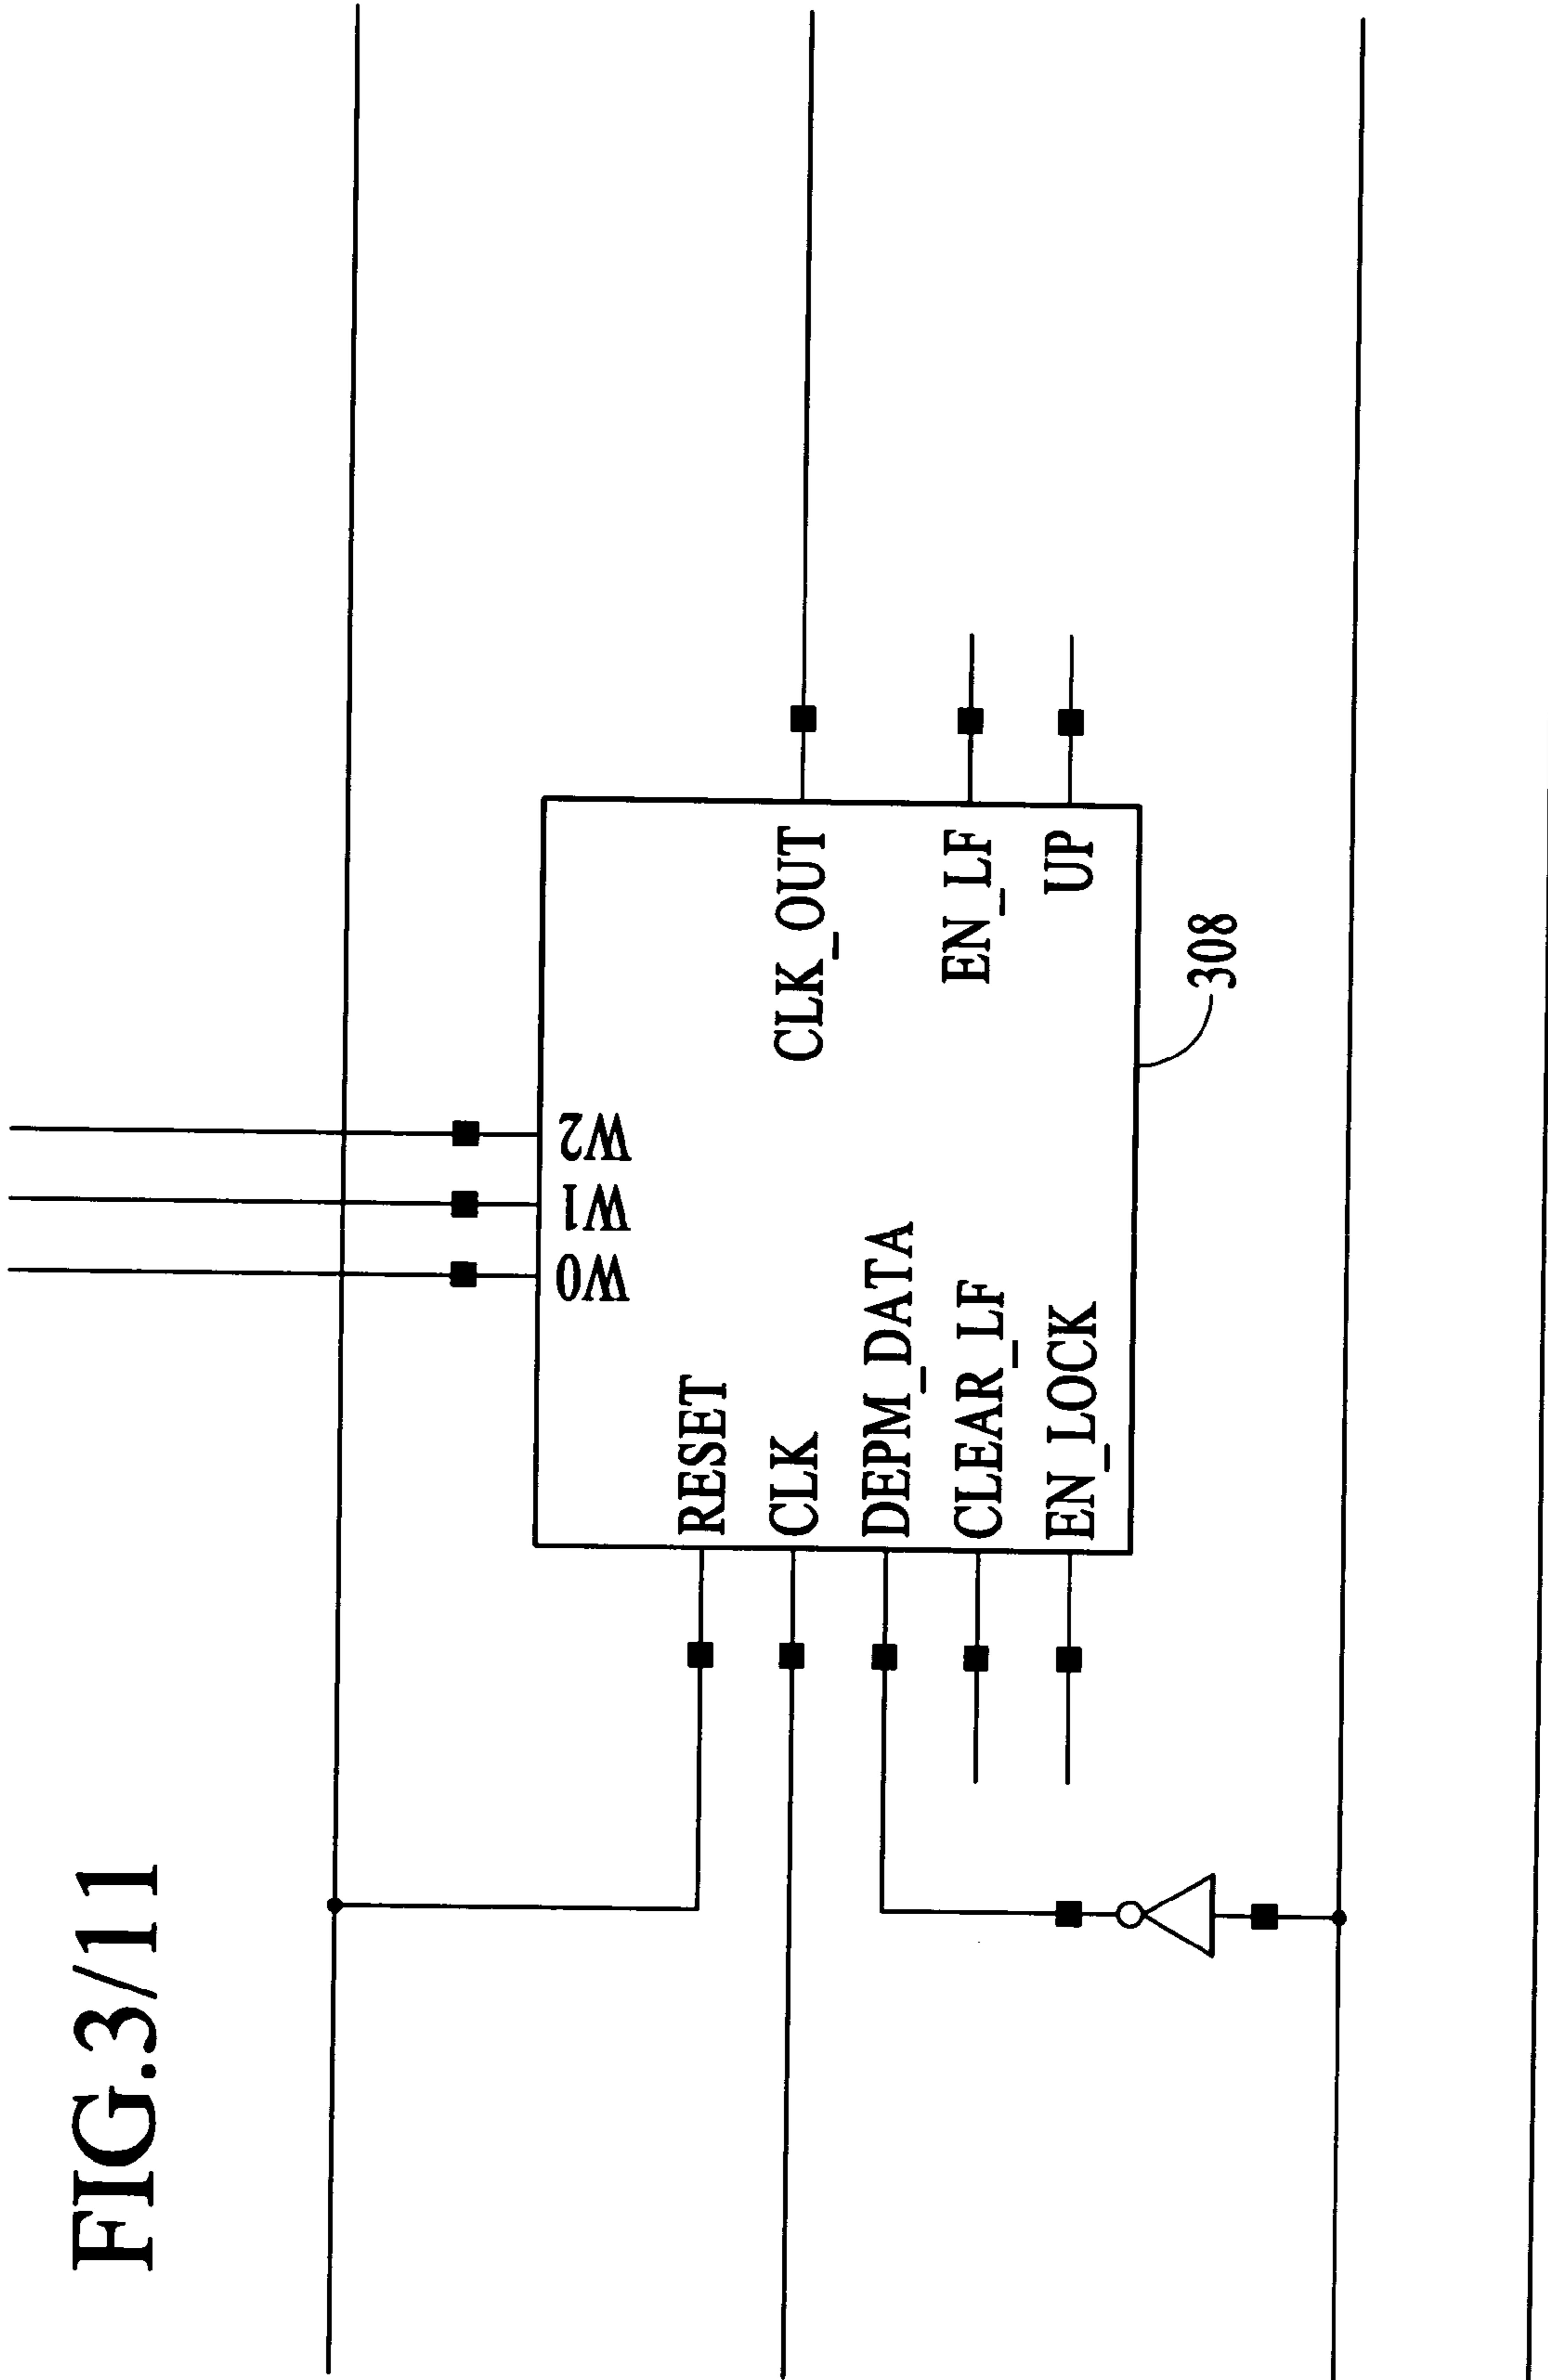 FIG.3/11
W0
W1
W2
RESET
CLK
DEPM_DATA
CLEAR_LF
EN_LOCK
CLK_OUT
EN_LF
UP
308